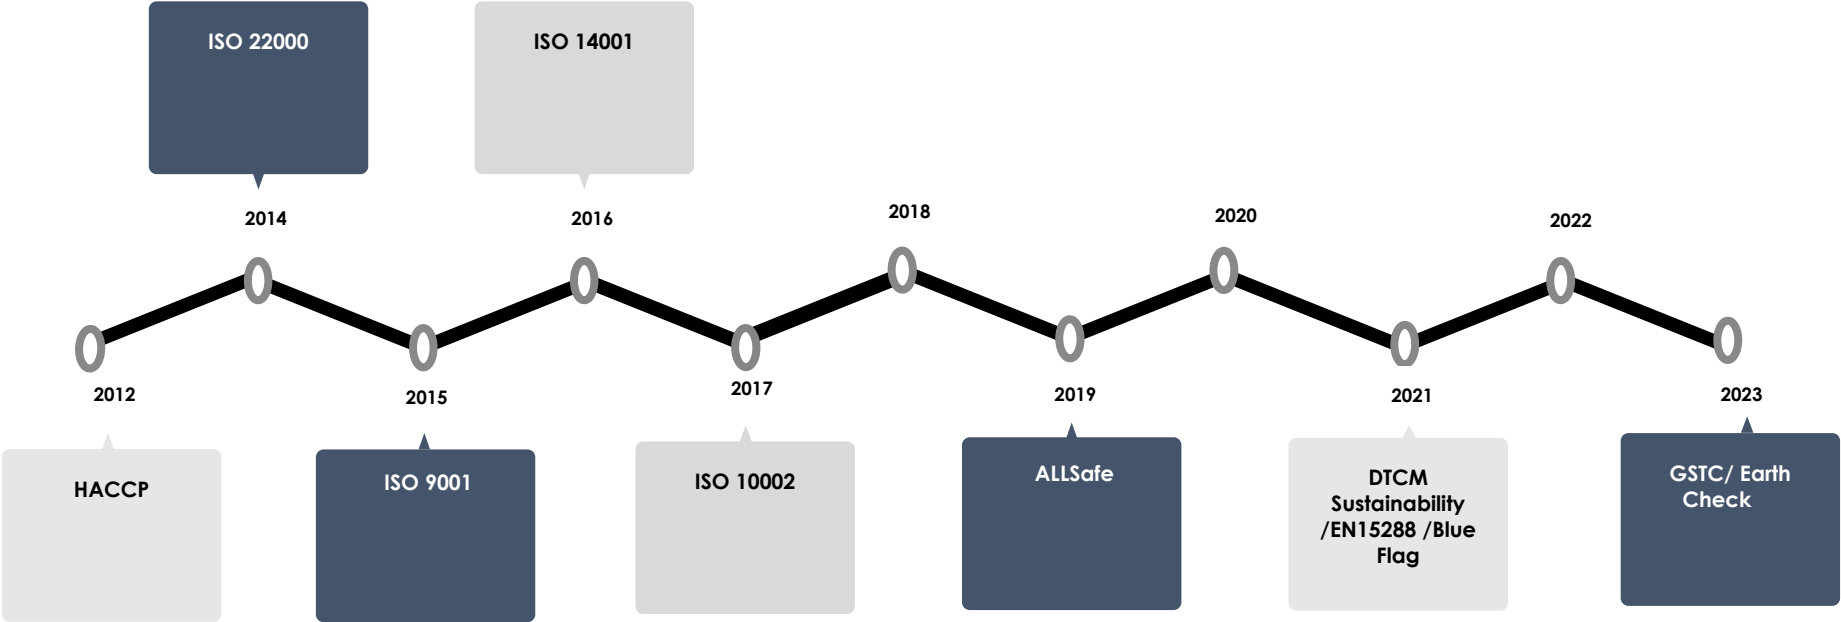 ISO 22000
ISO 14001
2014
2016
2018
2020
2022
2012
2015
2017
2019
2021
2023
HACCP
ISO 9001
ISO 10002
ALLSafe
DTCM
Sustainability
/EN15288 /Blue
Flag
GSTC/ Earth
Check